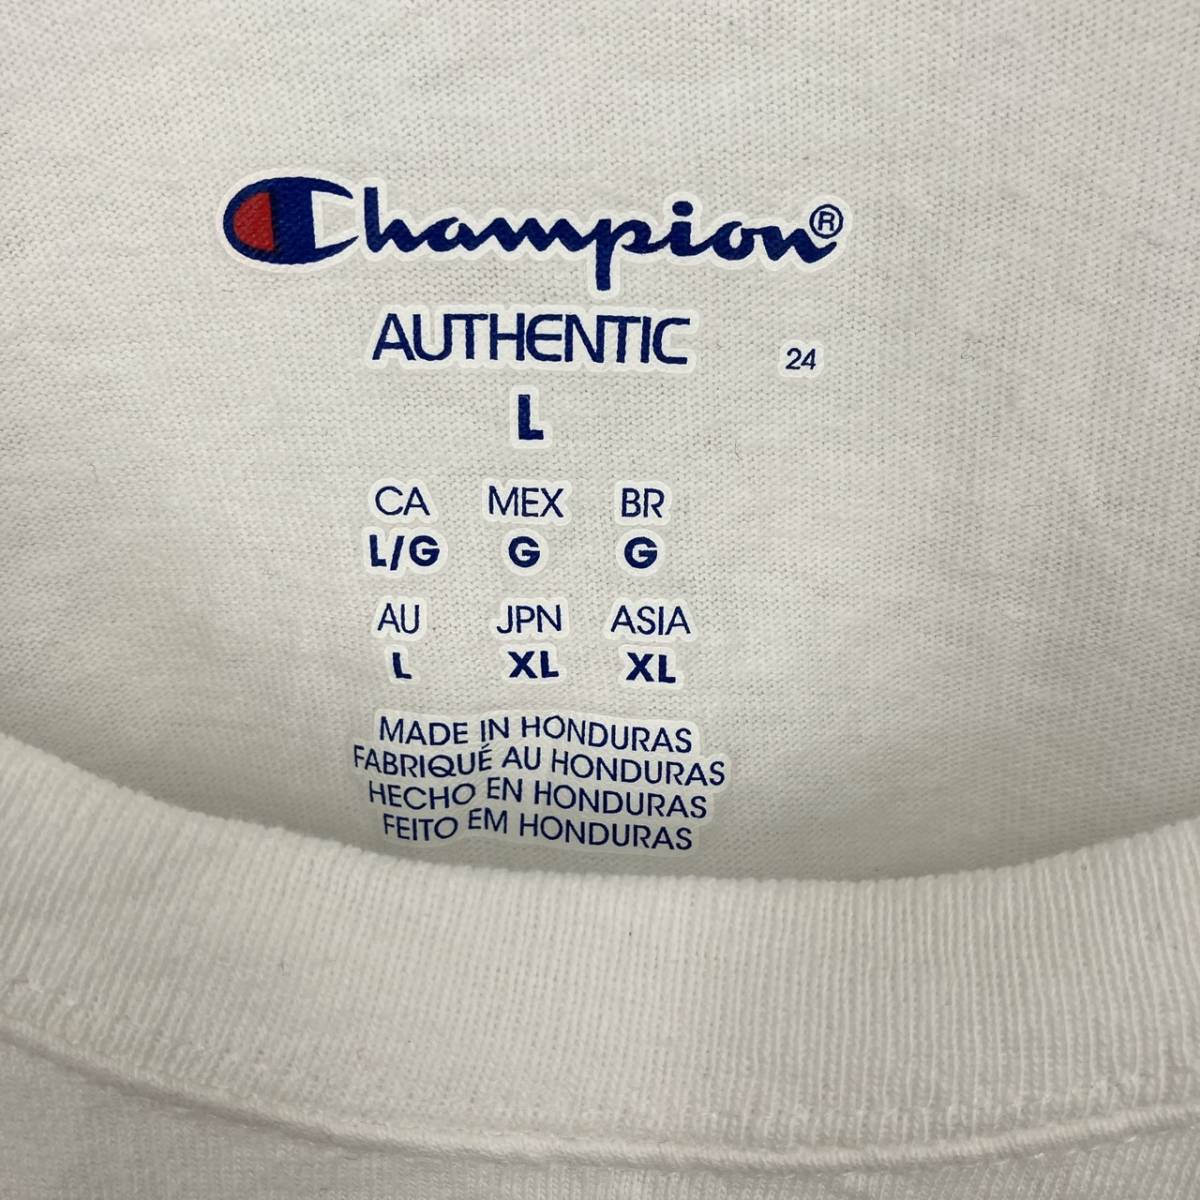 Champion®
AUTHENTIC 24
L
CA MEX BR
L/G G G
AU JPN ASIA
L XL XL
MADE IN HONDURAS
FABRIQUÉ AU HONDURAS
HECHO EN HONDURAS
FEITO EM HONDURAS